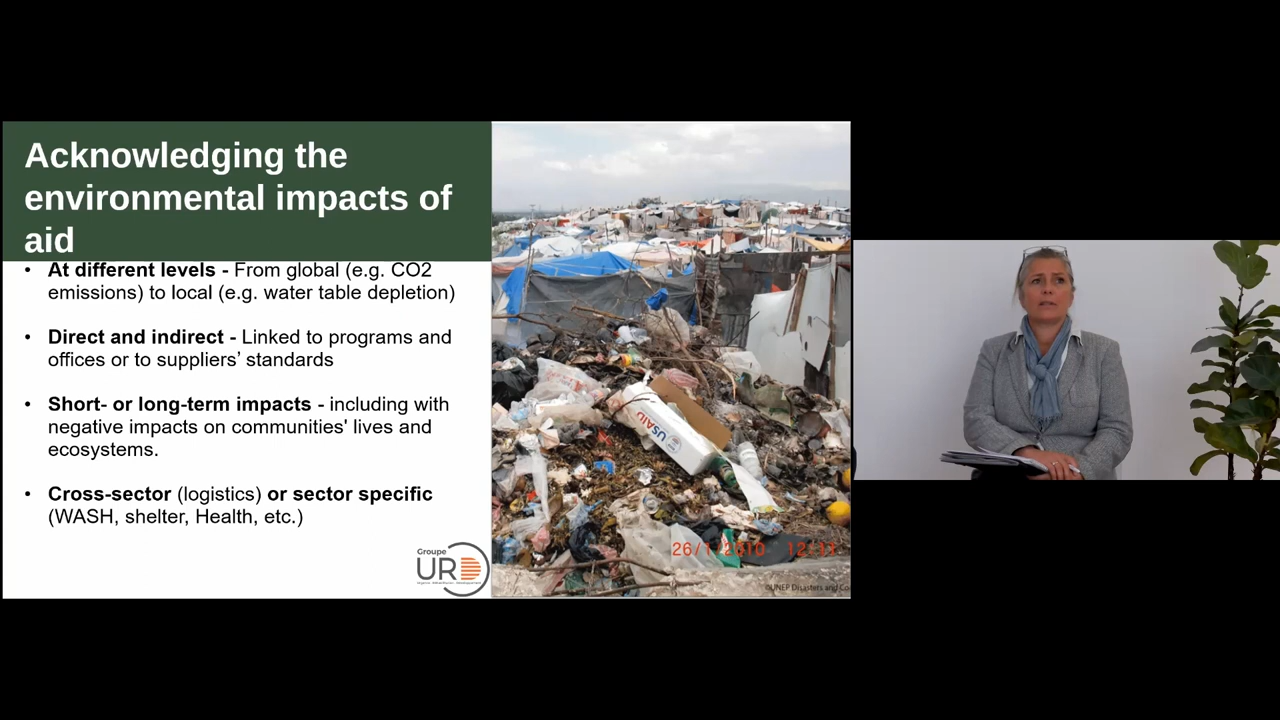 Acknowledging the
environmental impacts of
aid
• At different levels - From global (e.g. CO2
emissions) to local (e.g. water table depletion)
• Direct and indirect - Linked to programs and
offices or to suppliers’ standards
• Short- or long-term impacts - including with
negative impacts on communities' lives and
ecosystems.
• Cross-sector (logistics) or sector specific
(WASH, shelter, Health, etc.)
Groupe
URD
USAID
26/1/2010 12:
©UNEP Disasters and Co